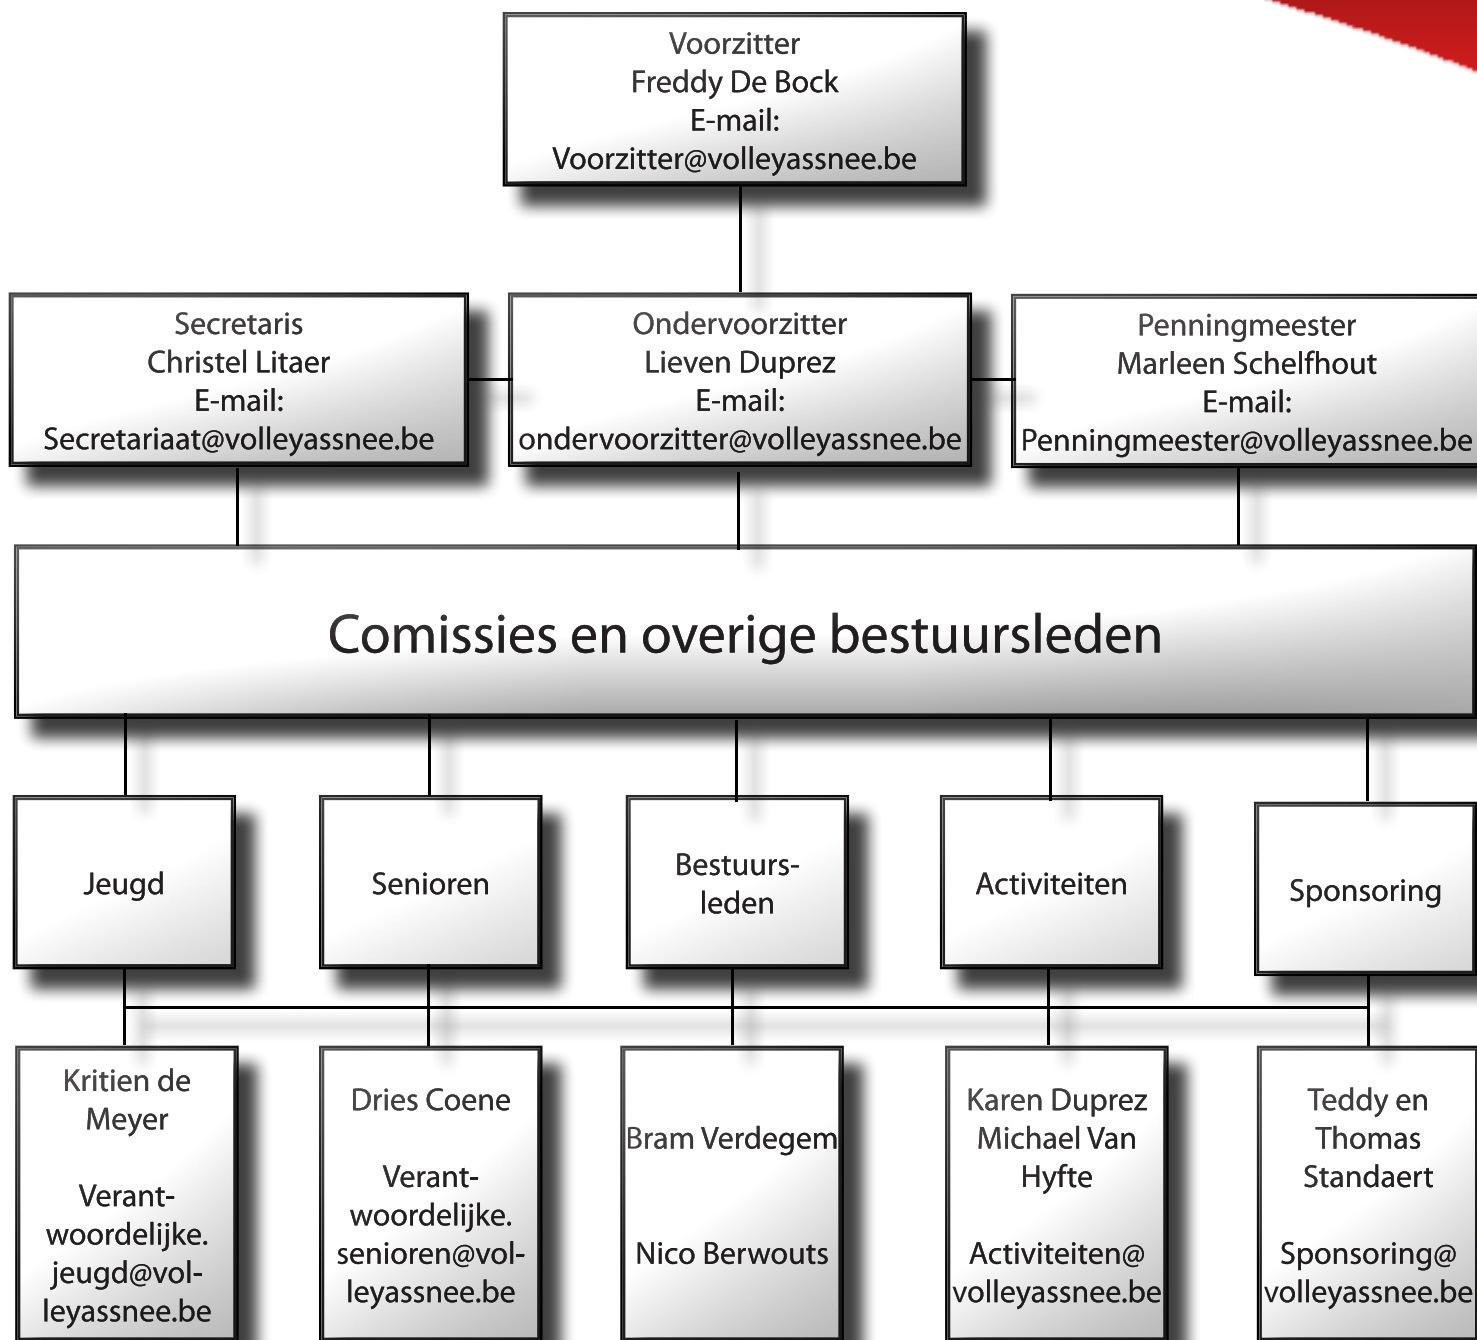 Voorzitter
Freddy De Bock
E-mail:
Voorzitter@volleyassnee.be
Secretaris
Christel Litaer
E-mail:
Secretariaat@volleyassnee.be
Ondervoorzitter
Lieven Duprez
E-mail:
ondervoorzitter@volleyassnee.be
Penningmeester
Marleen Schelfhout
E-mail:
Penningmeester@volleyassnee.be
Comissies en overige bestuursleden
Jeugd
Senioren
Bestuurs-
leden
Activiteiten
Sponsoring
Kritien de
Meyer
Verant-
woordelijke.
jeugd@vol-
leyassnee.be
Dries Coene
Verant-
woordelijke.
senioren@vol-
leyassnee.be
Bram Verdegem
Nico Berwouts
Karen Duprez
Michael Van
Hyfte
Activiteiten@
volleyassnee.be
Teddy en
Thomas
Standaert
Sponsoring@
volleyassnee.be